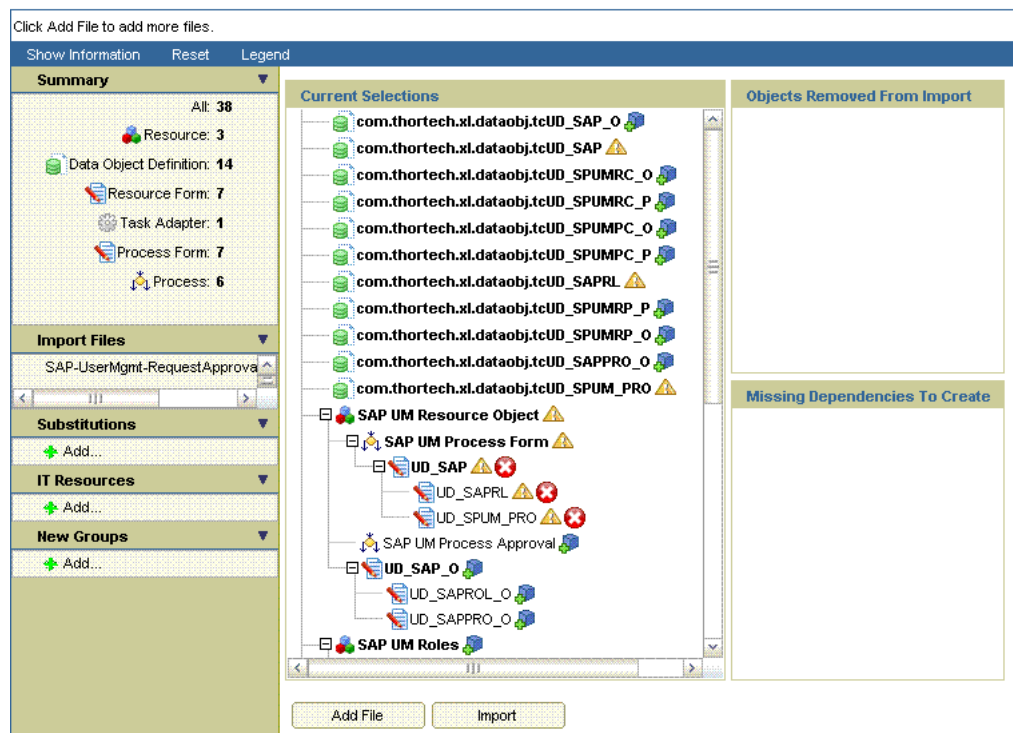 Click Add File to add more files.
Show Information Reset Legend
Summary
All: 38
Resource: 3
Data Object Definition: 14
Resource Form: 7
Task Adapter: 1
Process Form: 7
Process: 6
Import Files
SAP-UserMgmt-RequestApprova
Substitutions
Add...
IT Resources
Add...
New Groups
Add...
Current Selections
com.thortech.xl.dataobj.tcUD_SAP_O
com.thortech.xl.dataobj.tcUD_SAP
com.thortech.xl.dataobj.tcUD_SPUMRC_O
com.thortech.xl.dataobj.tcUD_SPUMRC_P
com.thortech.xl.dataobj.tcUD_SPUMPC_O
com.thortech.xl.dataobj.tcUD_SPUMPC_P
com.thortech.xl.dataobj.tcUD_SAPRL
com.thortech.xl.dataobj.tcUD_SPUMRP_P
com.thortech.xl.dataobj.tcUD_SPUMRP_O
com.thortech.xl.dataobj.tcUD_SAPPRO_O
com.thortech.xl.dataobj.tcUD_SPUM_PRO
SAP UM Resource Object
SAP UM Process Form
UD_SAP
UD_SAPRL
UD_SPUM_PRO
SAP UM Process Approval
UD_SAP_O
UD_SAPROL_O
UD_SAPPRO_O
SAP UM Roles
Add File
Import
Objects Removed From Import
Missing Dependencies To Create